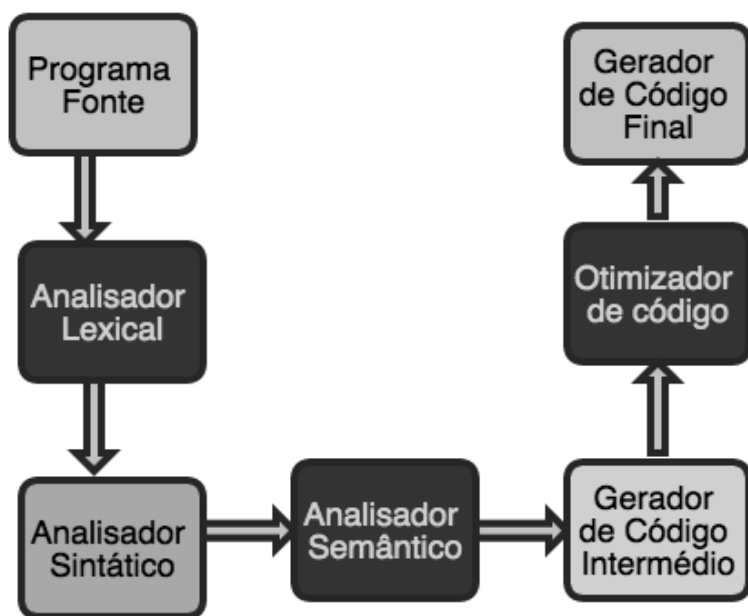 Programa
Fonte
Analisador
Lexical
Analisador
Sintático
Analisador
Semântico
Gerador
de Código
Intermédio
Otimizador
de código
Gerador
de Código
Final